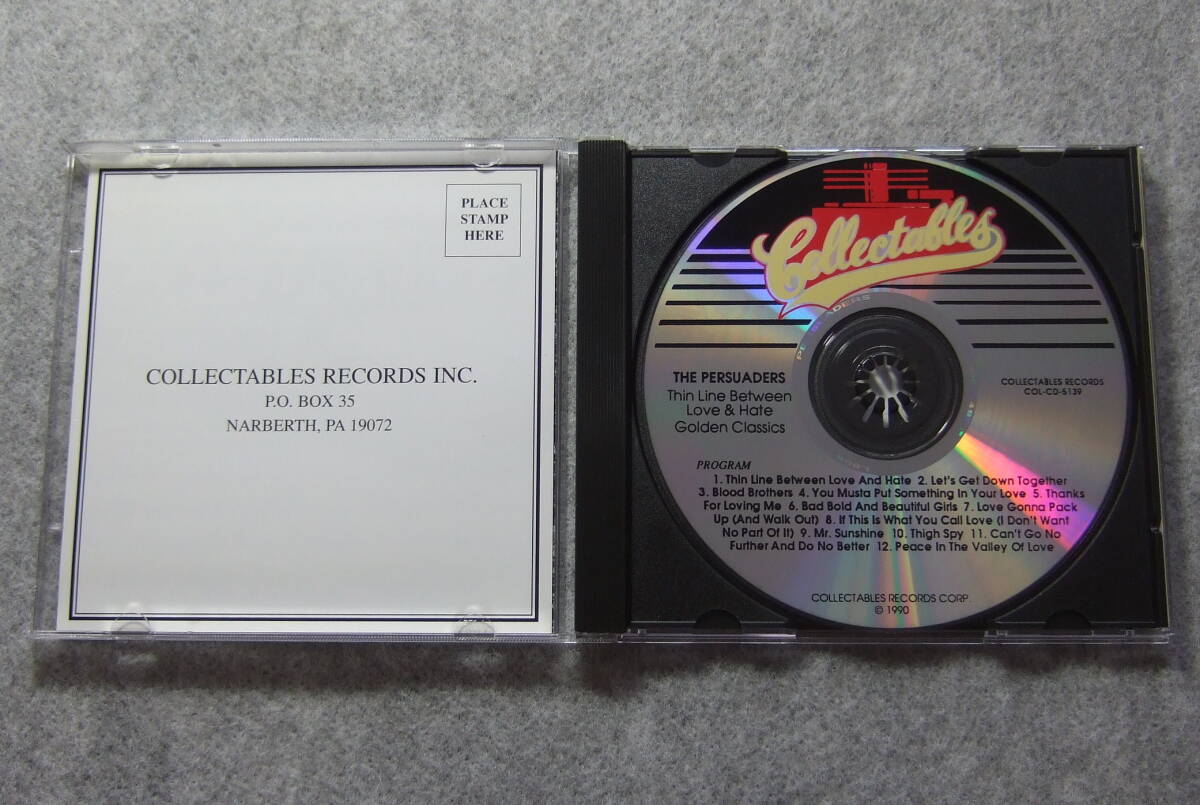 PLACE
STAMP
HERE
COLLECTABLES RECORDS INC.
P.O. BOX 35
NARBERTH, PA 19072
Collectables
THE PERSUADERS
Thin Line Between
Love & Hate
Golden Classics
COLLECTABLES RECORDS
COL-CD-5139
PROGRAM
1. Thin Line Between Love And Hate 2. Let's Get Down Together
3. Blood Brothers 4. You Musta Put Something In Your Love 5. Thanks
For Loving Me 6. Bad Bold And Beautiful Girls 7. Love Gonna Pack
Up (And Walk Out) 8. If This Is What You Call Love (I Don't Want
No Part Of It) 9. Mr. Sunshine 10. Thigh Spy 11. Can't Go No
Further And Do No Better 12. Peace In The Valley Of Love
COLLECTABLES RECORDS CORP.
© 1990